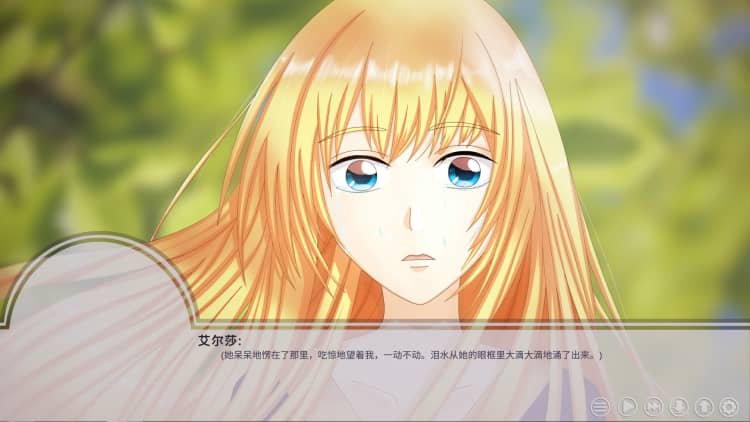 艾尔莎:
(她呆呆地愣在了那里，吃惊地望着我，一动不动。泪水从她的眼框里大滴大滴地涌了出来。)